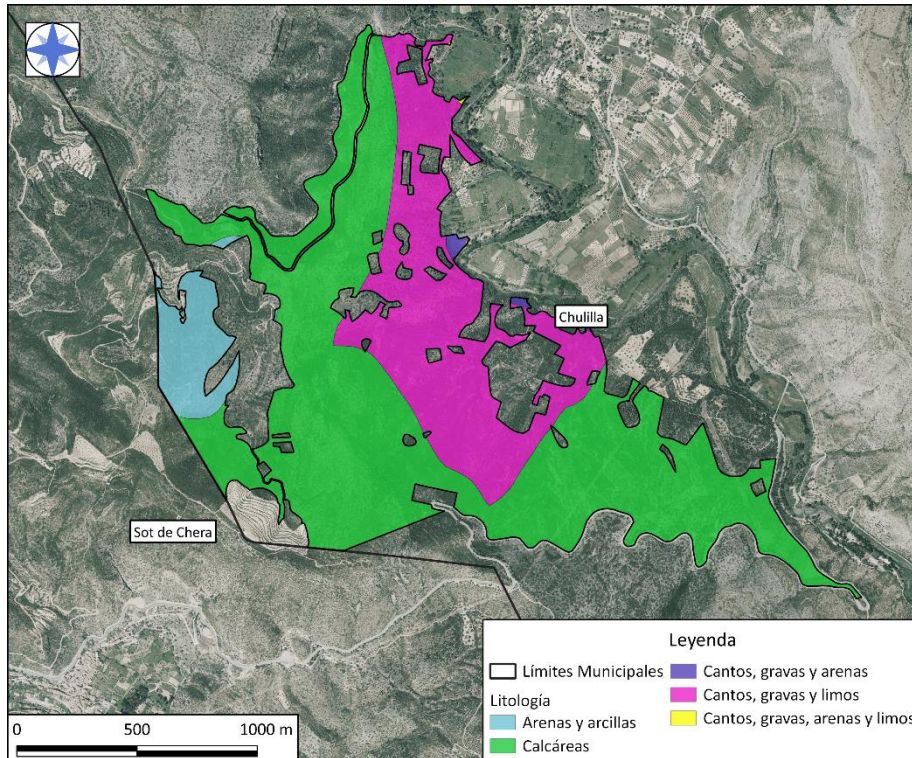 Chulilla
Sot de Chera
Leyenda
Límites Municipales
Litología
Arenas y arcillas
Calcáreas
Cantos, gravas y arenas
Cantos, gravas y limos
Cantos, gravas, arenas y limos
0 500 1000 m